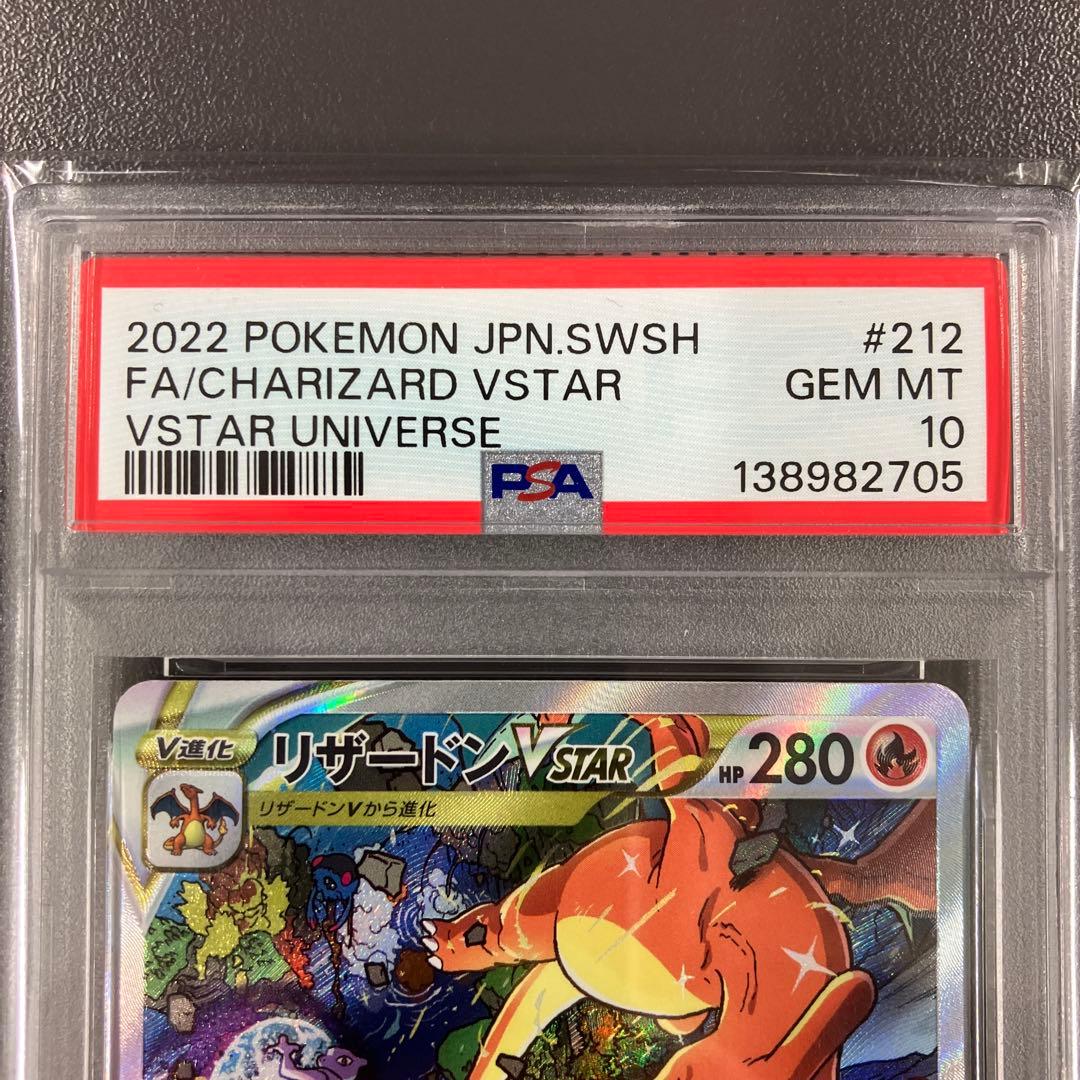 2022 POKEMON JPN.SWSH #212
FA/CHARIZARD VSTAR GEM MT
VSTAR UNIVERSE 10
PSA 138982705
V進化 リザードンVSTAR HP 280
リザードンVから進化